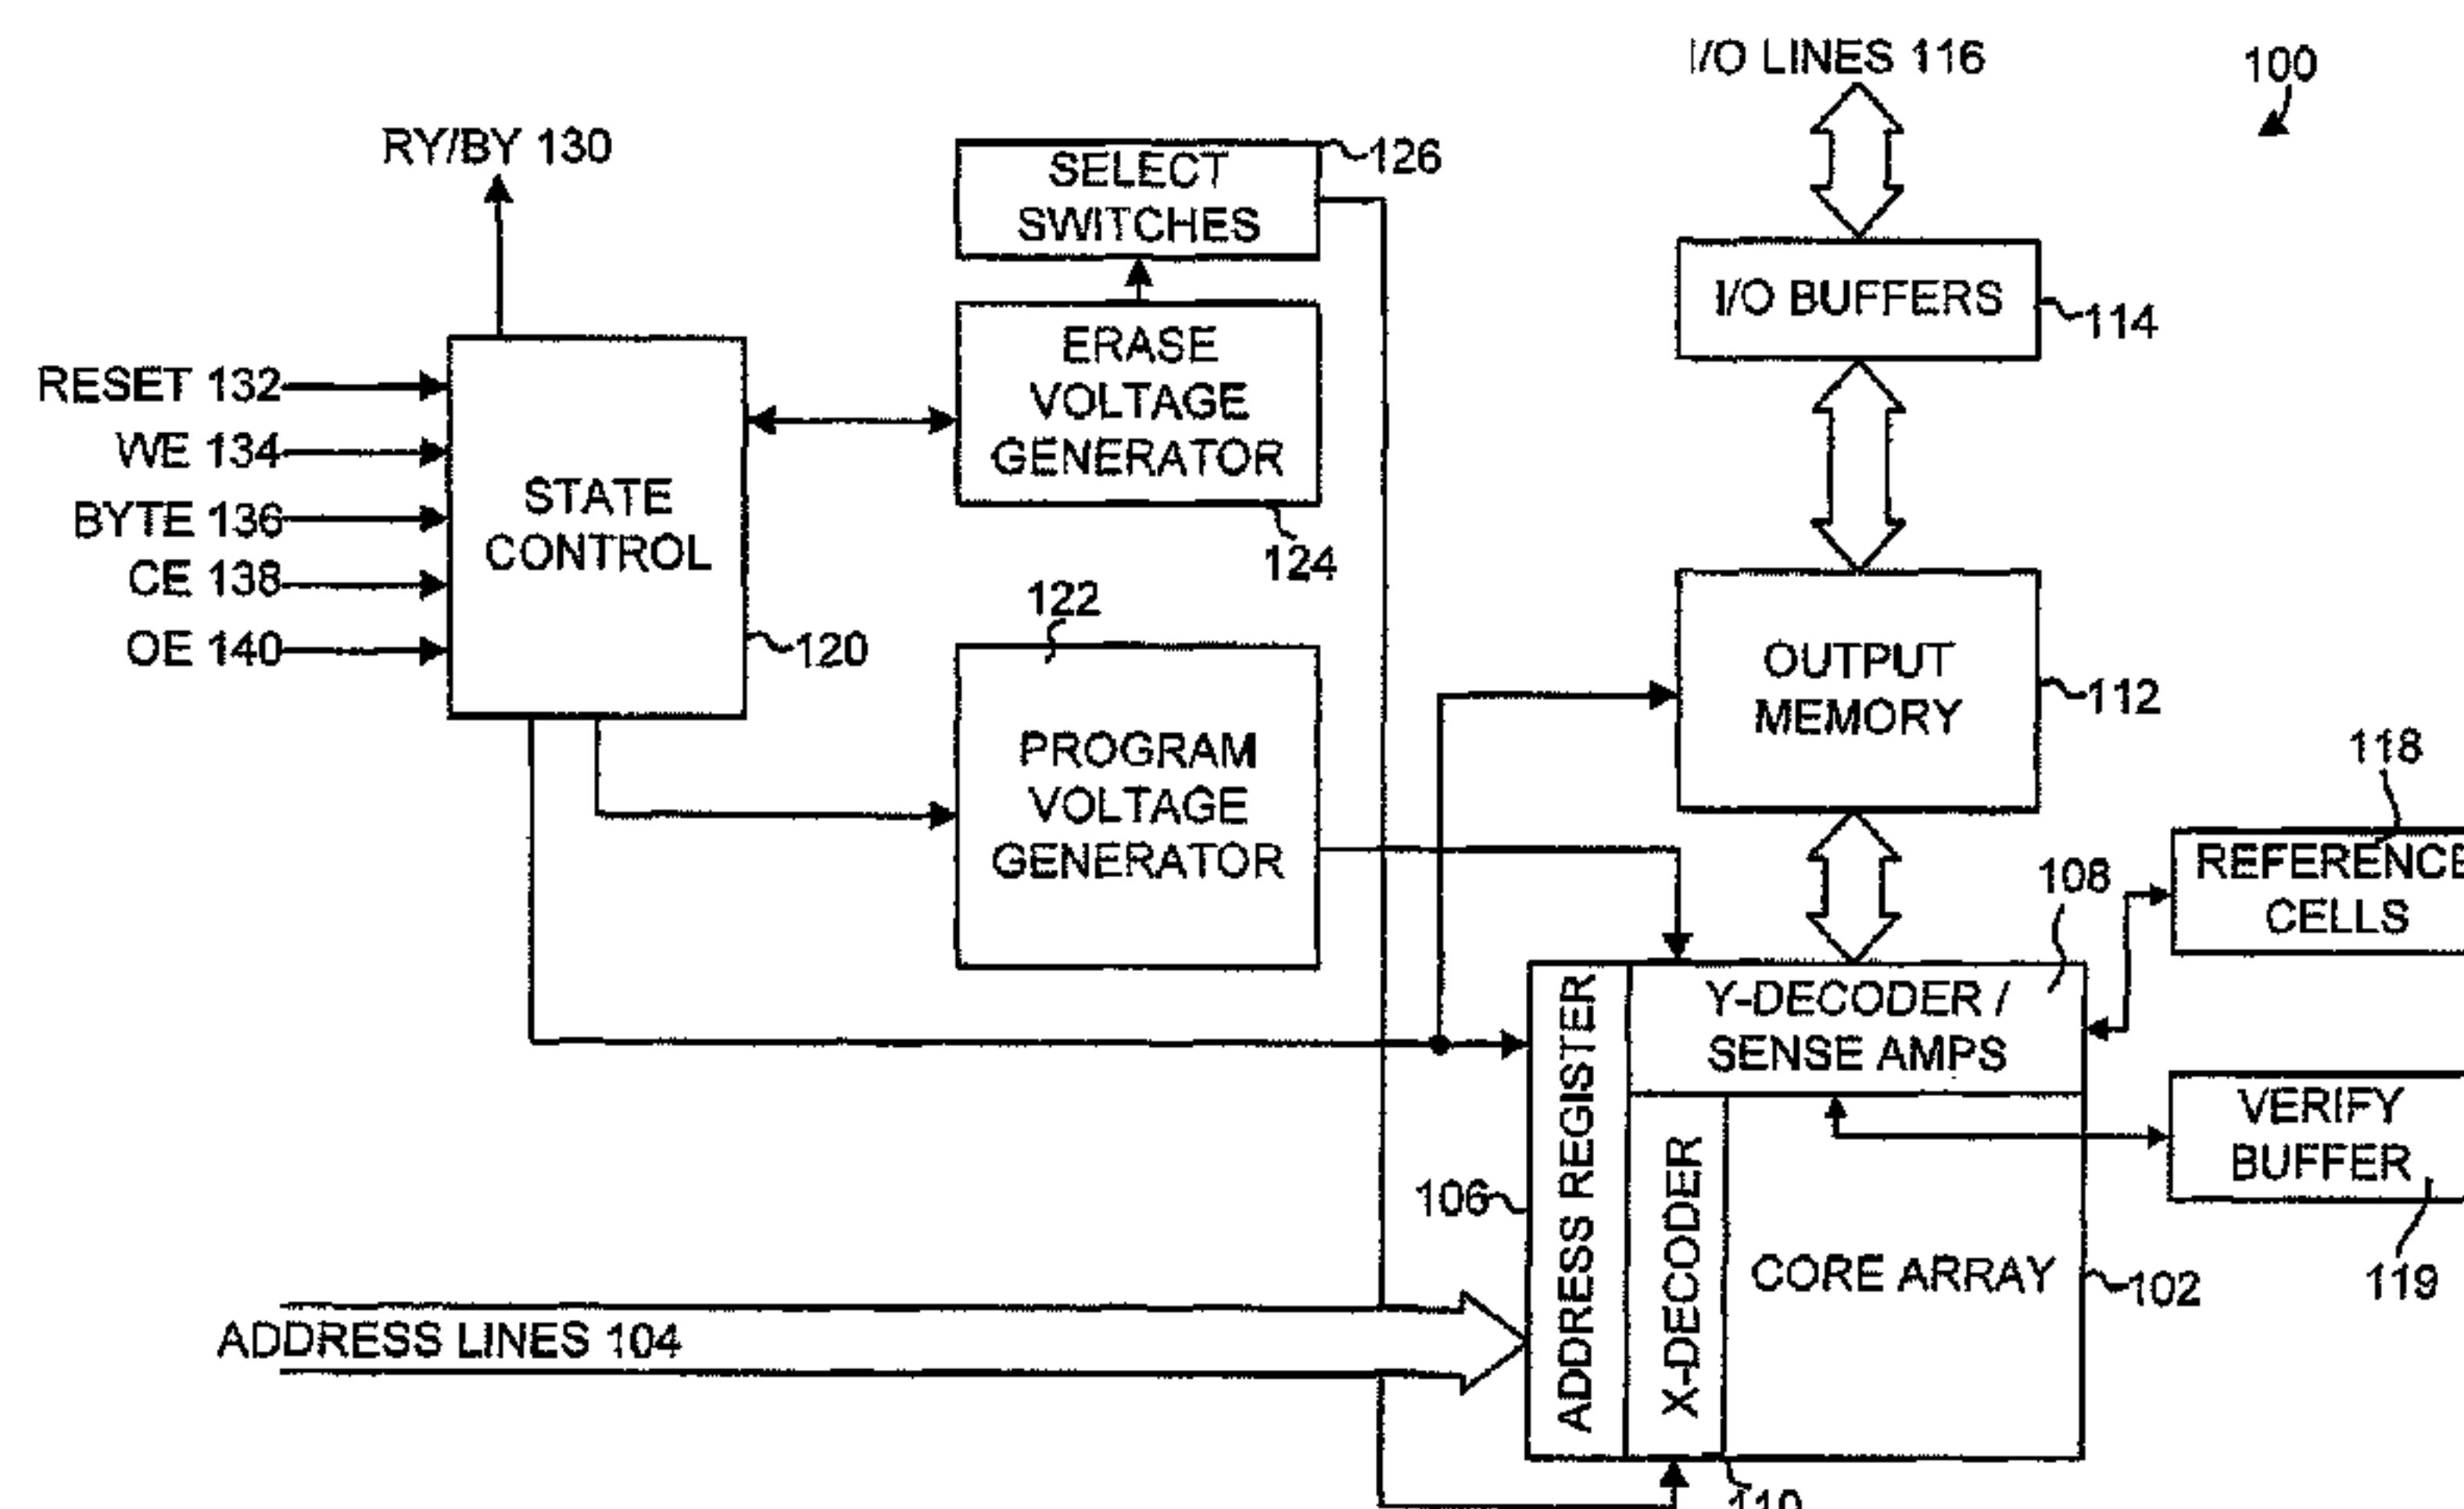 I/O LINES 116
100
RY/BY 130
SELECT
SWITCHES
126
I/O BUFFERS
114
ERASE
VOLTAGE
GENERATOR
124
RESET 132
WE 134
BYTE 136
CE 138
OE 140
STATE
CONTROL
120
122
PROGRAM
VOLTAGE
GENERATOR
OUTPUT
MEMORY
112
118
REFERENCE
CELLS
108
Y-DECODER /
SENSE AMPS
ADDRESS REGISTER
106
X-DECODER
VERIFY
BUFFER
119
CORE ARRAY
102
ADDRESS LINES 104
110